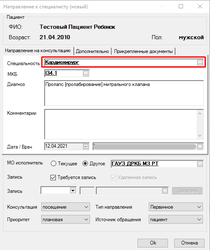 Направление к специалисту (новый)
Пациент
ФИО: Тестовый Пациент Ребенок
Возраст: 21.04.2010 Пол: мужской
Направление на консультацию Дополнительно Прикрепленные документы
Специальность Кардиохирург
МКБ I34.1
Диагноз Пролапс [пролабирование] митрального клапана
Комментарии
Дата / Врач 12.04.2021
МО исполнитель Текущее Другое ГАУЗ ДРКБ МЗ РТ
Запись Требуется запись Удаленная запись
Запись
Консультация посещение Тип направления Первичное
Приоритет плановая Источник обращения пациент
Ok Отмена